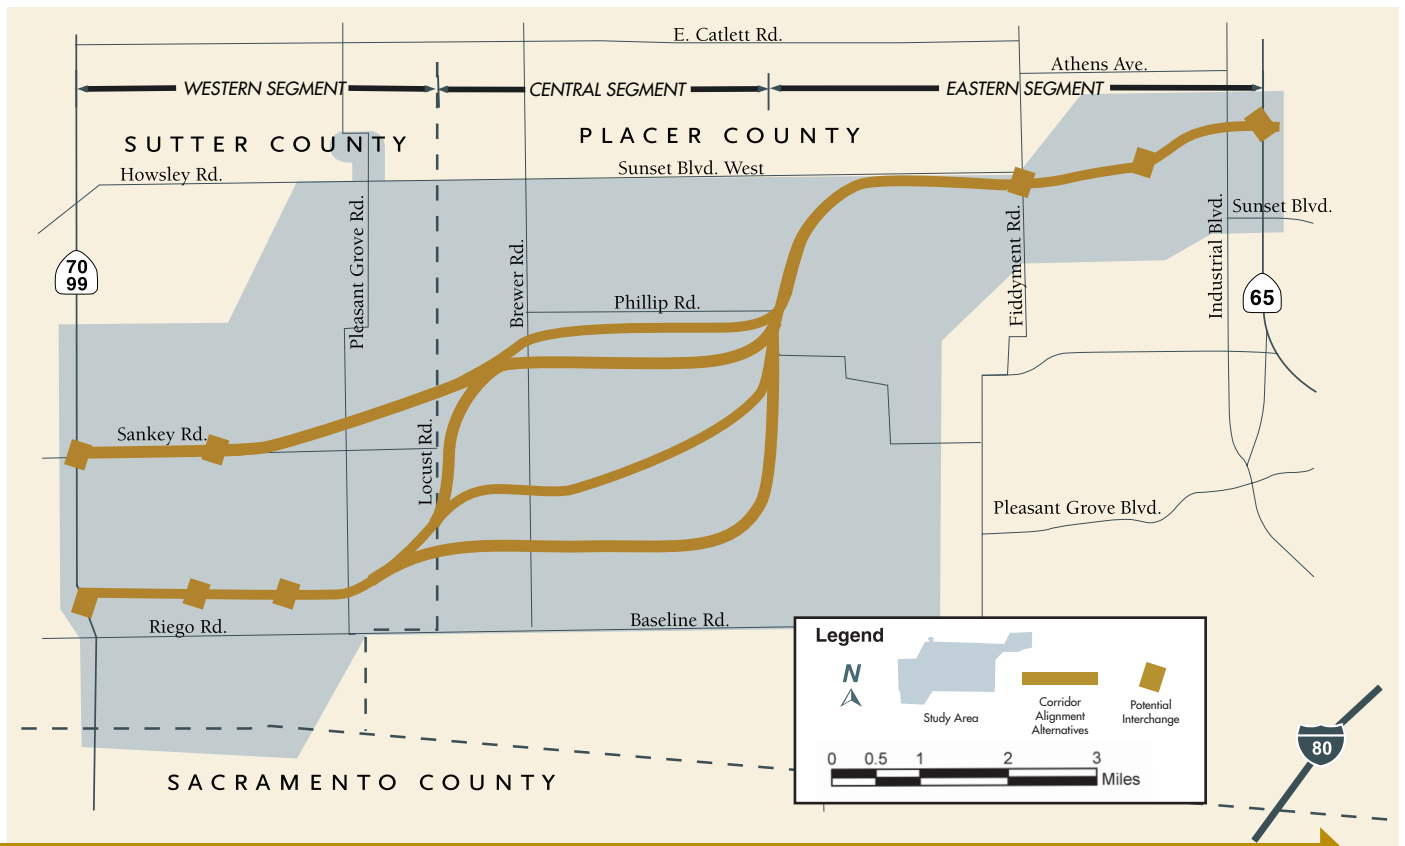 E. Catlett Rd.
Athens Ave.
WESTERN SEGMENT
CENTRAL SEGMENT
EASTERN SEGMENT
SUTTER COUNTY
PLACER COUNTY
Howsley Rd.
Sunset Blvd. West
Pleasant Grove Rd.
Brewer Rd.
Fiddyment Rd.
Industrial Blvd.
Sunset Blvd.
70
99
65
Phillip Rd.
Sankey Rd.
Locust Rd.
Pleasant Grove Blvd.
Riego Rd.
Baseline Rd.
Legend
N
Study Area
Corridor
Alignment
Alternatives
Potential
Interchange
0 0.5 1 2 3
Miles
80
SACRAMENTO COUNTY